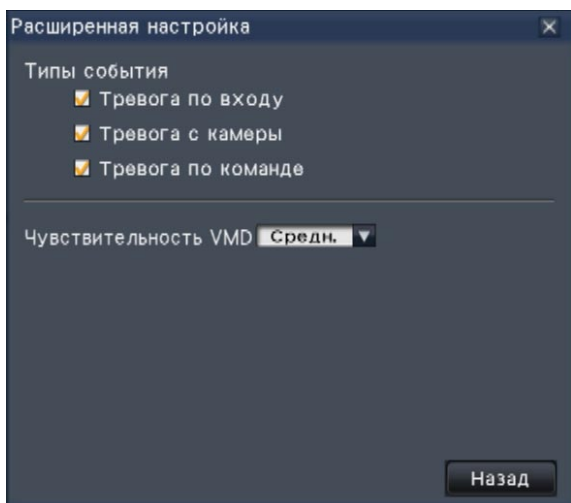 Расширенная настройка
Типы события
Тревога по входу
Тревога с камеры
Тревога по команде
Чувствительность VMD Средн.
Назад